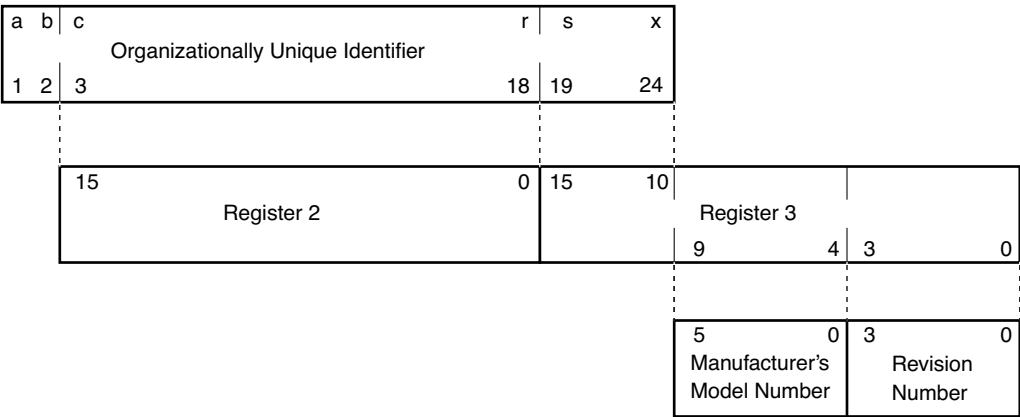 a b c r s x
Organizationally Unique Identifier
1 2 3 18 19 24
15 0 15 10
Register 2 Register 3
9 4 3 0
5 0 3 0
Manufacturer's Revision
Model Number Number